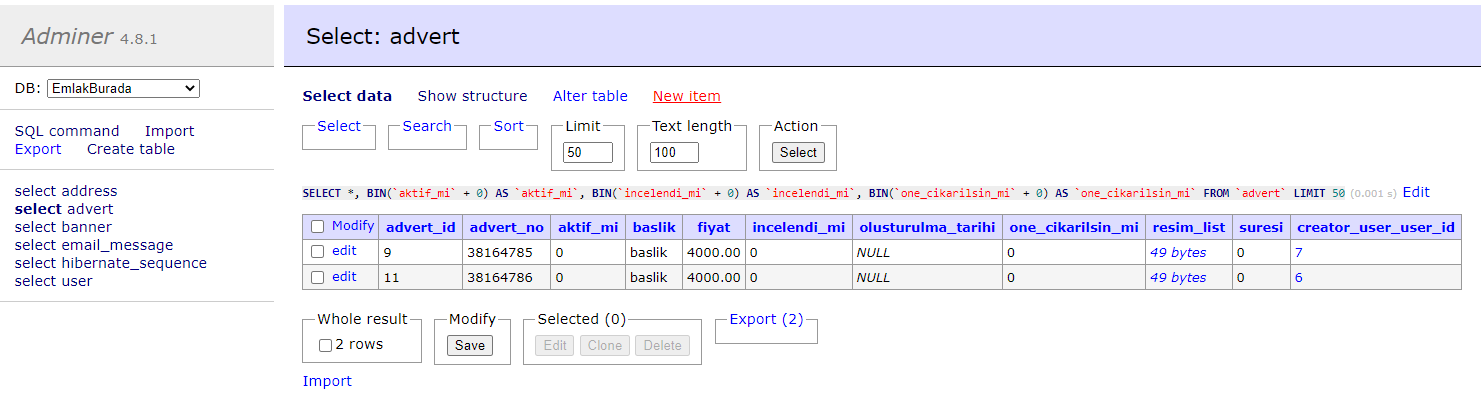 Adminer 4.8.1
DB: EmlakBurada
SQL command Import
Export Create table
select address
select advert
select banner
select email_message
select hibernate_sequence
select user
Select: advert
Select data Show structure Alter table New item
Select Search Sort Limit Text length Action
50 100 Select
SELECT *, BIN(`aktif_mi` + 0) AS `aktif_mi`, BIN(`incelendi_mi` + 0) AS `incelendi_mi`, BIN(`one_cikarilsin_mi` + 0) AS `one_cikarilsin_mi` FROM `advert` LIMIT 50 (0.001 s) Edit
Modify advert_id advert_no aktif_mi baslik fiyat incelendi_mi olusturulma_tarihi one_cikarilsin_mi resim_list suresi creator_user_user_id
edit 9 38164785 0 baslik 4000.00 0 NULL 0 49 bytes 0 7
edit 11 38164786 0 baslik 4000.00 0 NULL 0 49 bytes 0 6
Whole result Modify Selected (0) Export (2)
2 rows Save Edit Clone Delete
Import